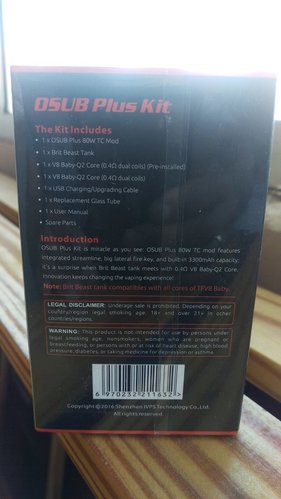 OSUB Plus Kit
The Kit Includes
• 1 x OSUB Plus 80W TC Mod
• 1 x Brit Beast Tank
• 1 x V8 Baby-Q2 Core (0.4Ω dual coils) (Pre-installed)
• 1 x V8 Baby-Q2 Core (0.4Ω dual coils)
• 1 x USB Charging/Upgrading Cable
• 1 x Replacement Glass Tube
• 1 x User Manual
• Spare Parts
Introduction
OSUB Plus Kit is miracle as you see: OSUB Plus 80W TC mod features
integrated streamline, big lateral fire key, and built-in 3300mAh capacity;
it's a surprise when Brit Beast tank meets with 0.4Ω V8 Baby-Q2 Core.
Innovation keeps changing the vaping experience!
Note: Brit Beast tank compatibles with all cores of TFV8 Baby.
LEGAL DISCLAIMER: Underage sale is prohibited. Depending on your
country/region legal smoking age, 18+ and over 21+ in other
countries/regions.
WARNING: This product is not intended for use by persons under
legal smoking age, nonsmokers, women who are pregnant or
breastfeeding, or persons with or at risk of heart disease, high blood
pressure, diabetes, or taking medicine for depression or asthma.
6 970232 211632 >
Copyright ©2016 Shenzhen IVPS Technology Co., Ltd.
All rights reserved.